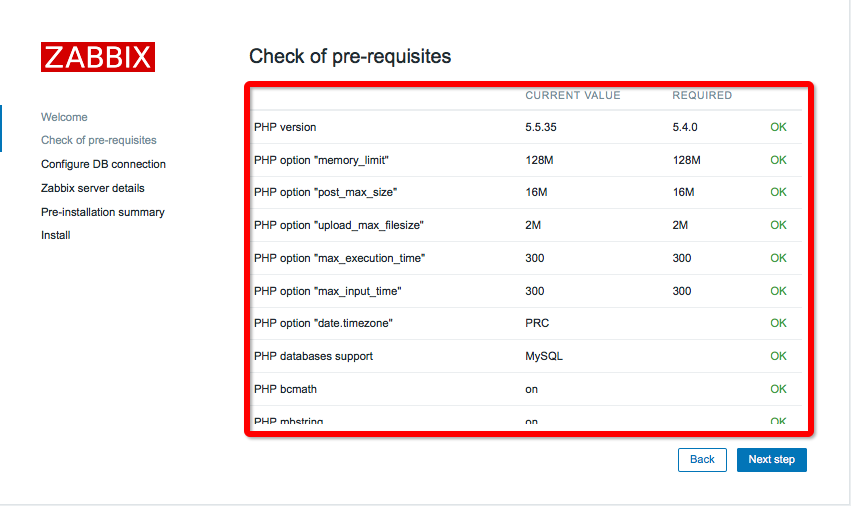 ZABBIX
Welcome
Check of pre-requisites
Configure DB connection
Zabbix server details
Pre-installation summary
Install
Check of pre-requisites
CURRENT VALUE REQUIRED
PHP version 5.5.35 5.4.0 OK
PHP option "memory_limit" 128M 128M OK
PHP option "post_max_size" 16M 16M OK
PHP option "upload_max_filesize" 2M 2M OK
PHP option "max_execution_time" 300 300 OK
PHP option "max_input_time" 300 300 OK
PHP option "date.timezone" PRC OK
PHP databases support MySQL OK
PHP bcmath on OK
PHP mbstring on OK
Back Next step